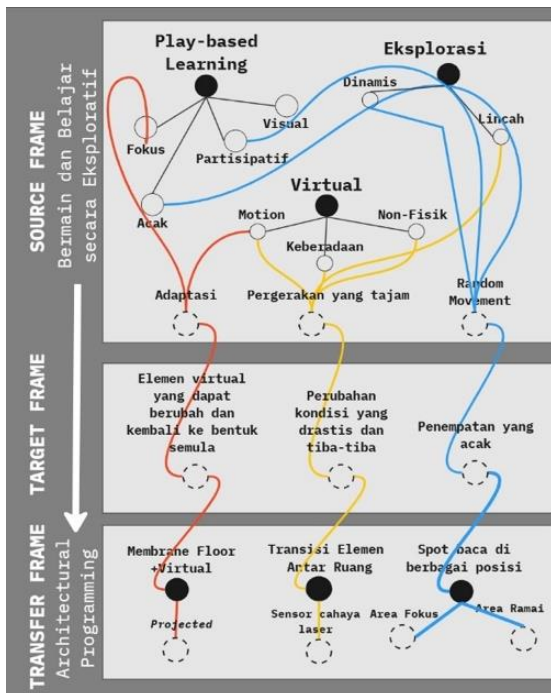 SOURCE FRAME
Bermain dan Belajar
secara Eksploratif
Play-based
Learning
Eksplorasi
Dinamis
Visual
Lincah
Fokus
Partisipatif
Virtual
Acak
Motion
Non-Fisik
Keberadaan
Adaptasi
Pergerakan yang tajam
Random
Movement
TARGET FRAME
Elemen virtual
yang dapat
berubah dan
kembali ke bentuk
semula
Perubahan
kondisi yang
drastis dan
tiba-tiba
Penempatan yang
acak
TRANSFER FRAME
Architectural
Programming
Membrane Floor
+Virtual
Transisi Elemen
Antar Ruang
Spot baca di
berbagai posisi
Projected
Sensor cahaya
laser
Area Fokus
Area Ramai